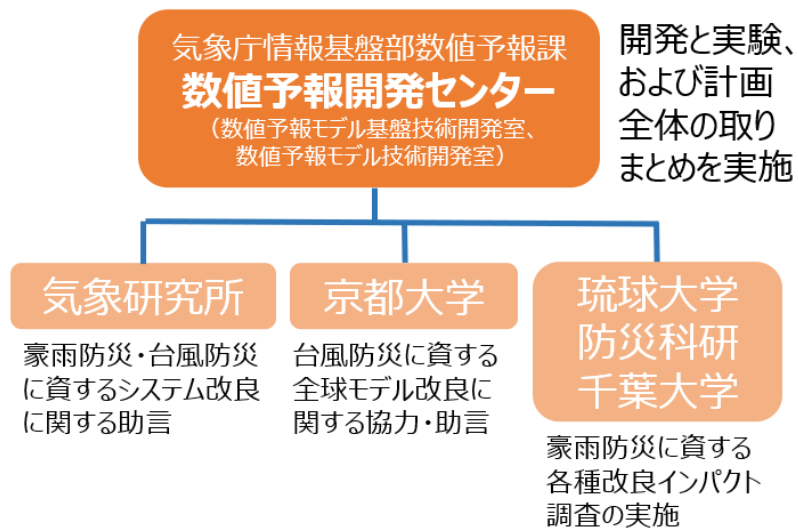 気象庁情報基盤部数値予報課
数値予報開発センター
（数値予報モデル基盤技術開発室、
数値予報モデル技術開発室）
開発と実験、
および計画
全体の取り
まとめを実施
気象研究所
豪雨防災・台風防災
に資するシステム改良
に関する助言
京都大学
台風防災に資する
全球モデル改良に
関する協力・助言
琉球大学
防災科研
千葉大学
豪雨防災に資する
各種改良インパクト
調査の実施